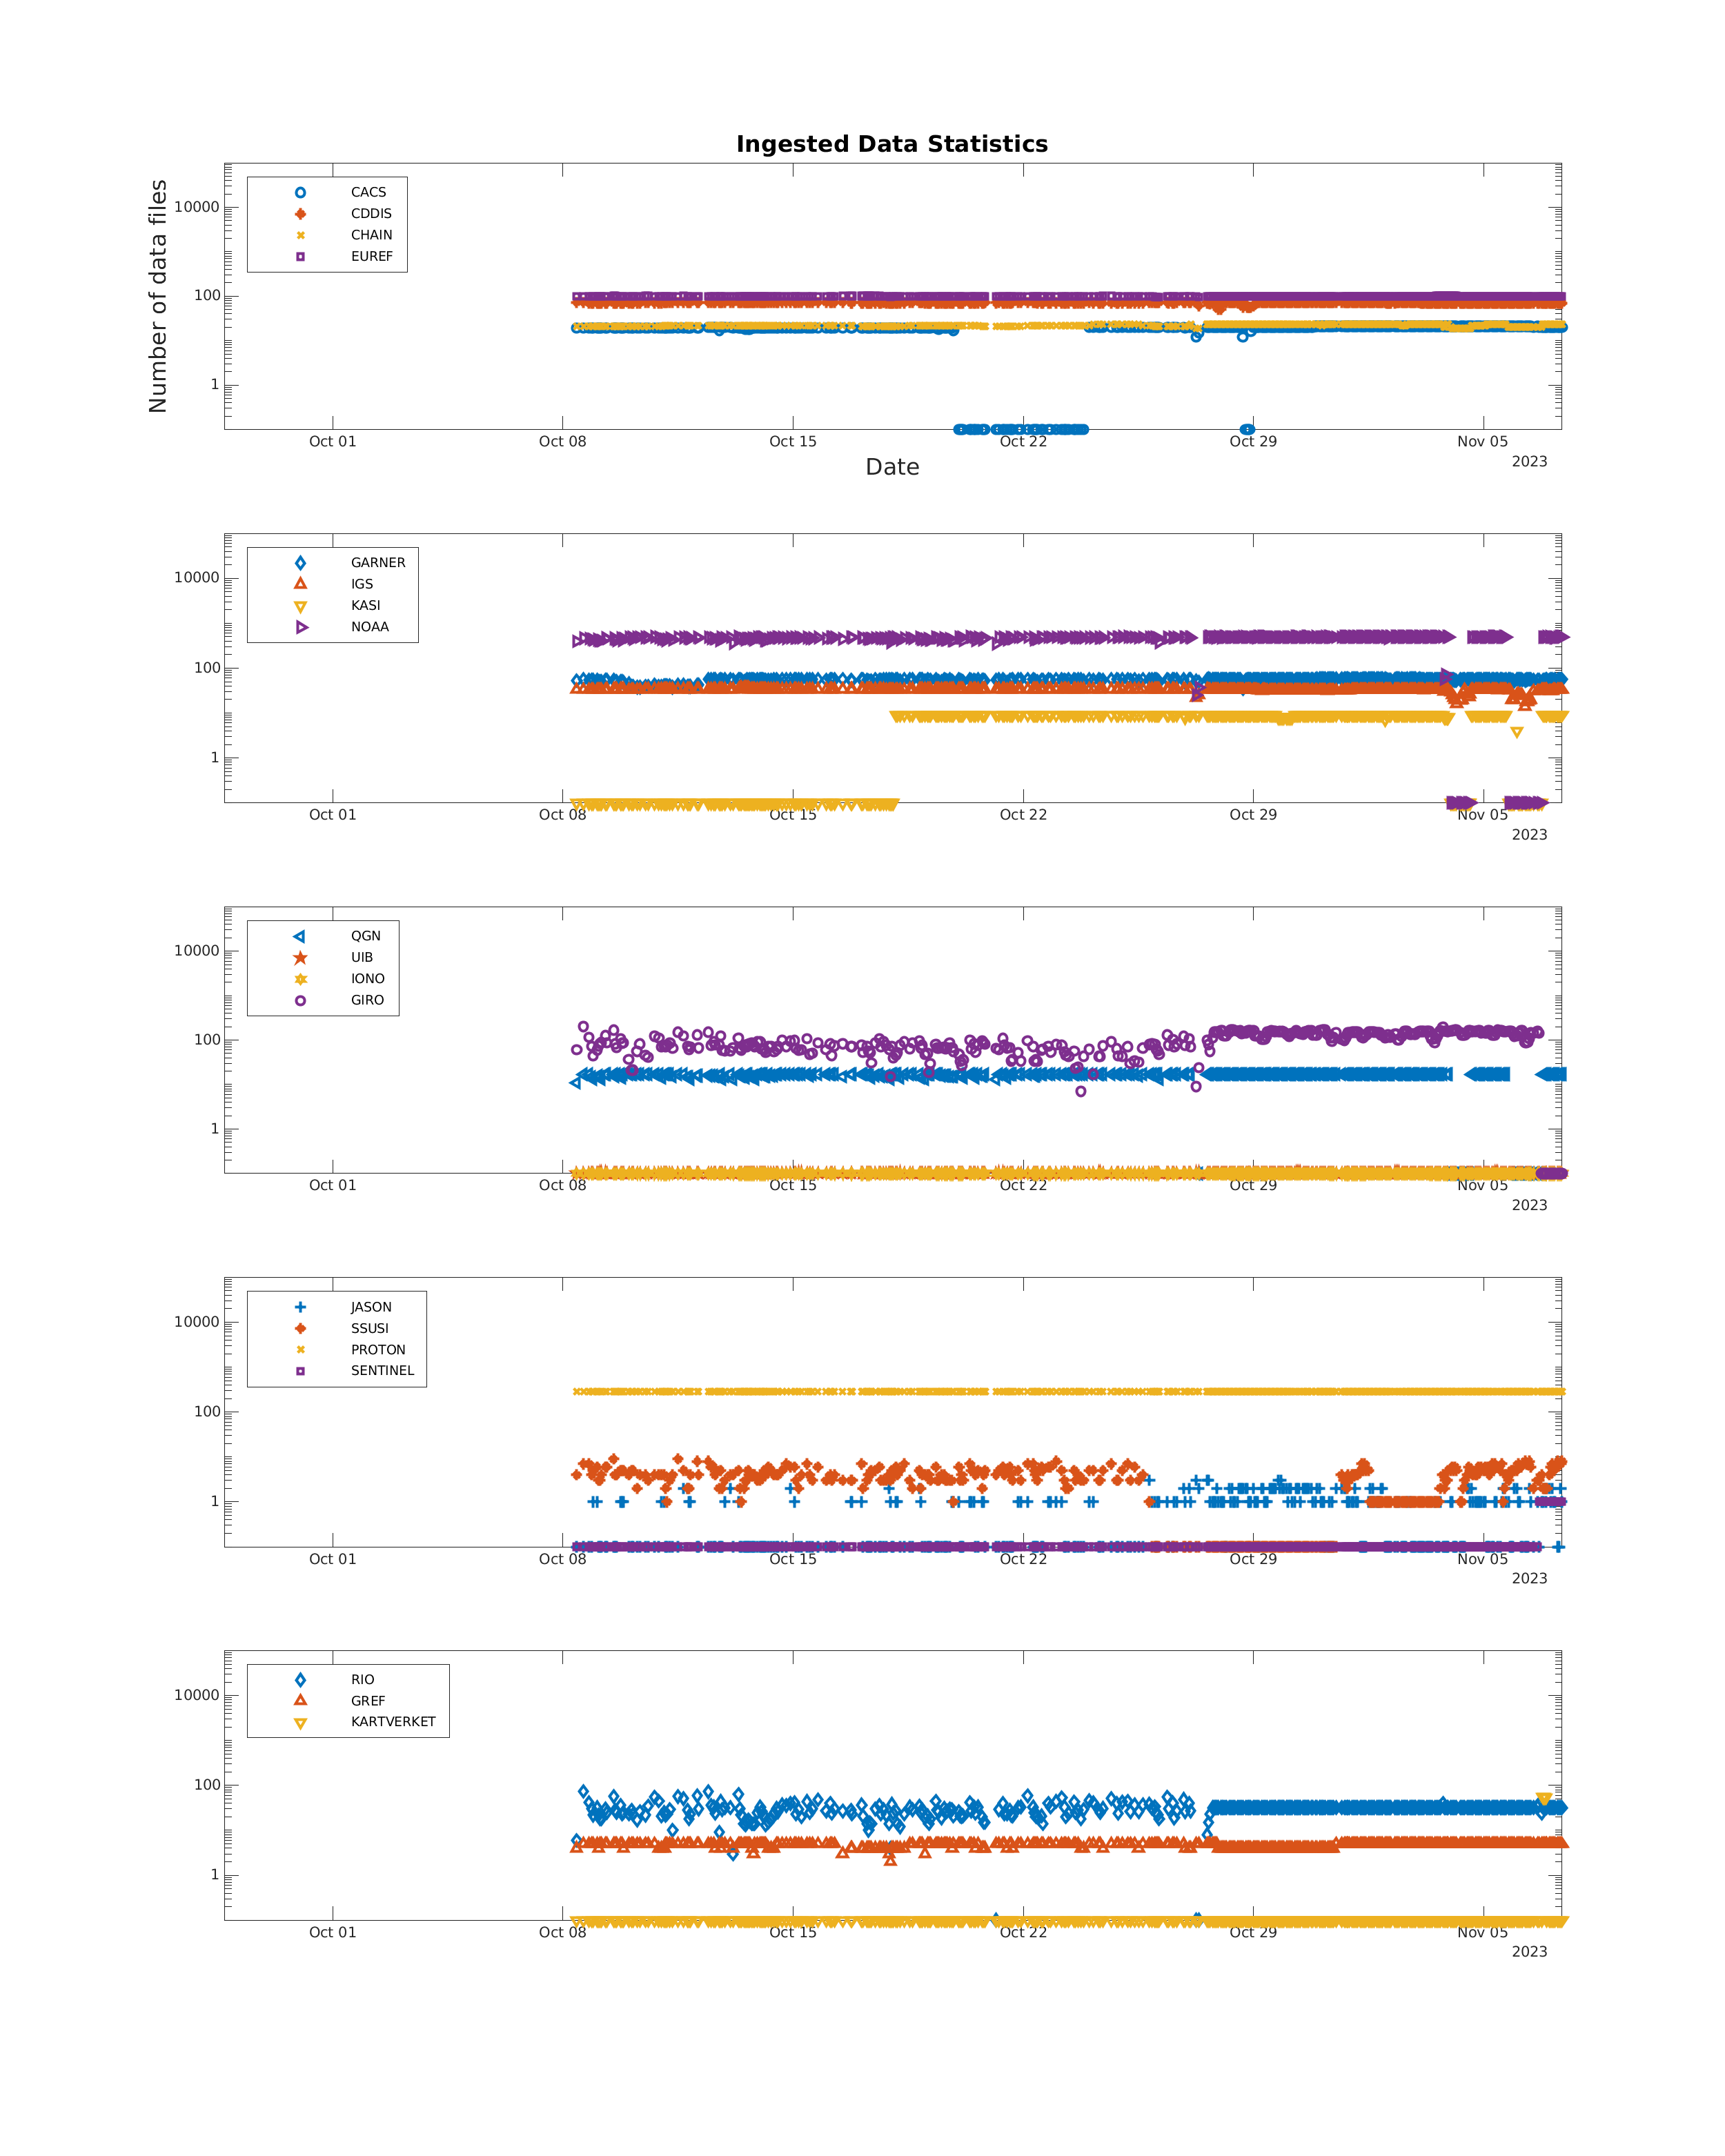 Ingested Data Statistics
Number of data files
CACS
CDDIS
CHAIN
EUREF
10000
100
1
Oct 01 Oct 08 Oct 15 Oct 22 Oct 29 Nov 05
2023
Date
GARNER
IGS
KASI
NOAA
10000
100
1
Oct 01 Oct 08 Oct 15 Oct 22 Oct 29 Nov 05
2023
QGN
UIB
IONO
GIRO
10000
100
1
Oct 01 Oct 08 Oct 15 Oct 22 Oct 29 Nov 05
2023
JASON
SSUSI
PROTON
SENTINEL
10000
100
1
Oct 01 Oct 08 Oct 15 Oct 22 Oct 29 Nov 05
2023
RIO
GREF
KARTVERKET
10000
100
1
Oct 01 Oct 08 Oct 15 Oct 22 Oct 29 Nov 05
2023